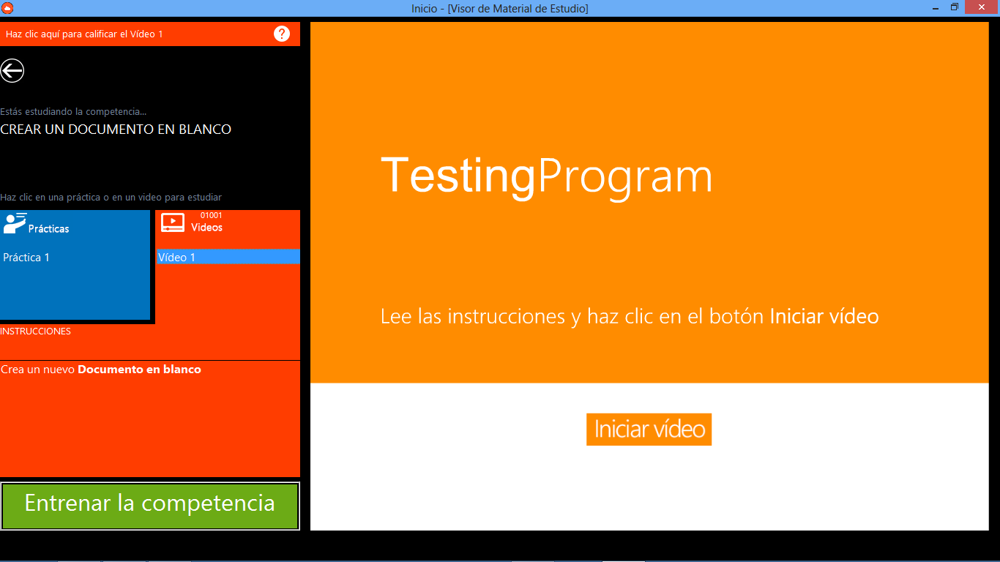 Inicio - [Visor de Material de Estudio]
Haz clic aquí para calificar el Vídeo 1
?
Estás estudiando la competencia...
CREAR UN DOCUMENTO EN BLANCO
Haz clic en una práctica o en un video para estudiar
Prácticas
Práctica 1
01001
Videos
Vídeo 1
INSTRUCCIONES
Crea un nuevo Documento en blanco
Entrenar la competencia
TestingProgram
Lee las instrucciones y haz clic en el botón Iniciar vídeo
Iniciar vídeo